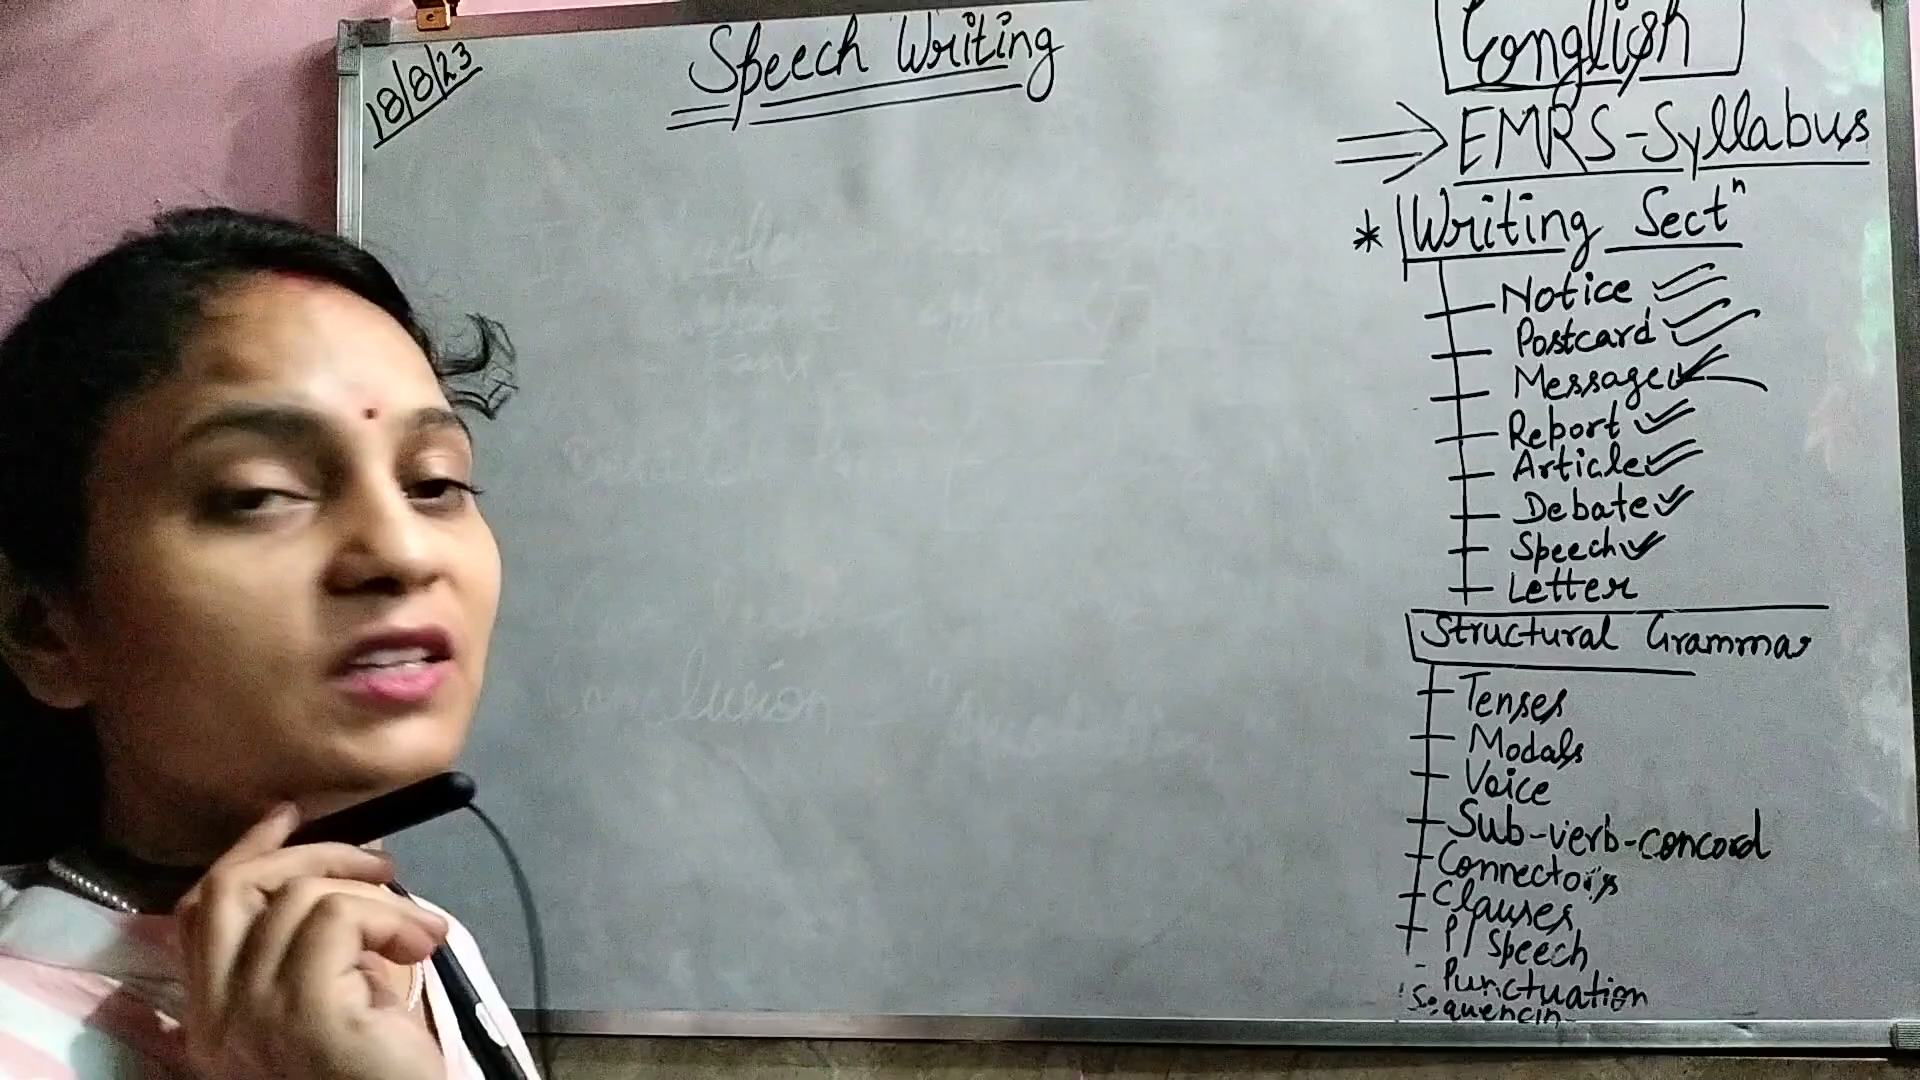 18/8/23
Speech Writing
English
⇒ EMRS-Syllabus
* Writing Sectⁿ
Notice
Postcard
Message
Report
Article
Debate
Speech
Letter
Structural Grammar
Tenses
Modals
Voice
Sub-verb-concord
Connectors
Clauses
P/Speech
Punctuation
Conclusion